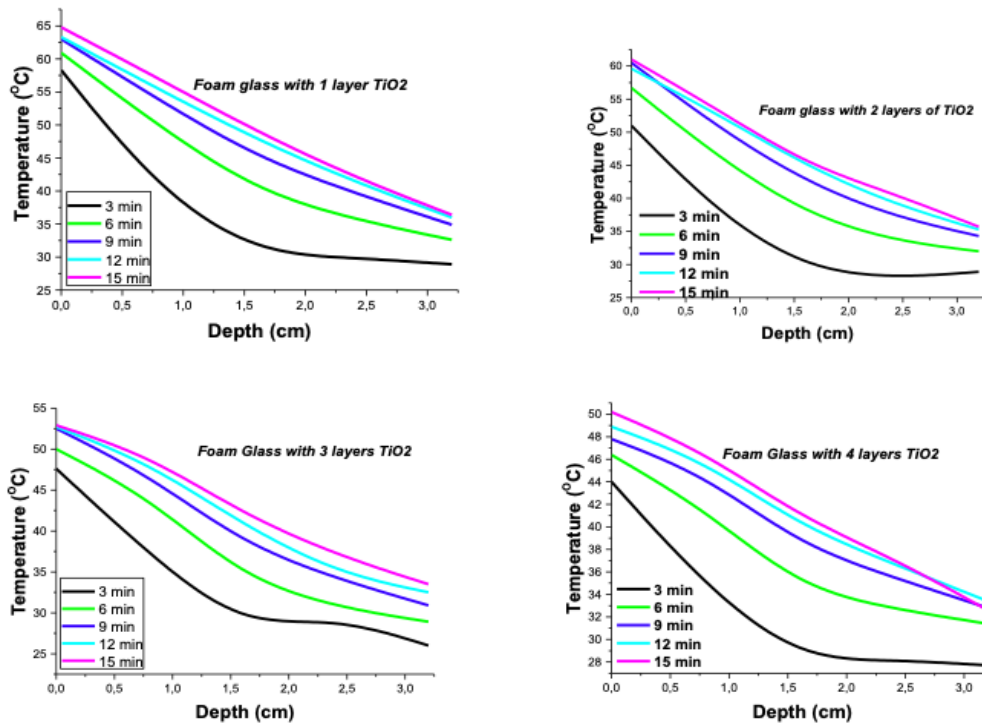 Foam glass with 1 layer TiO2
Temperature (°C)
65
60
55
50
45
40
35
30
25
3 min
6 min
9 min
12 min
15 min
0,0 0,5 1,0 1,5 2,0 2,5 3,0
Depth (cm)
Foam glass with 2 layers of TiO2
Temperature (°C)
60
55
50
45
40
35
30
25
3 min
6 min
9 min
12 min
15 min
0,0 0,5 1,0 1,5 2,0 2,5 3,0
Depth (cm)
Foam Glass with 3 layers TiO2
Temperature (°C)
55
50
45
40
35
30
25
3 min
6 min
9 min
12 min
15 min
0,0 0,5 1,0 1,5 2,0 2,5 3,0
Depth (cm)
Foam Glass with 4 layers TiO2
Temperature (°C)
50
48
46
44
42
40
38
36
34
32
30
28
3 min
6 min
9 min
12 min
15 min
0,0 0,5 1,0 1,5 2,0 2,5 3,0
Depth (cm)